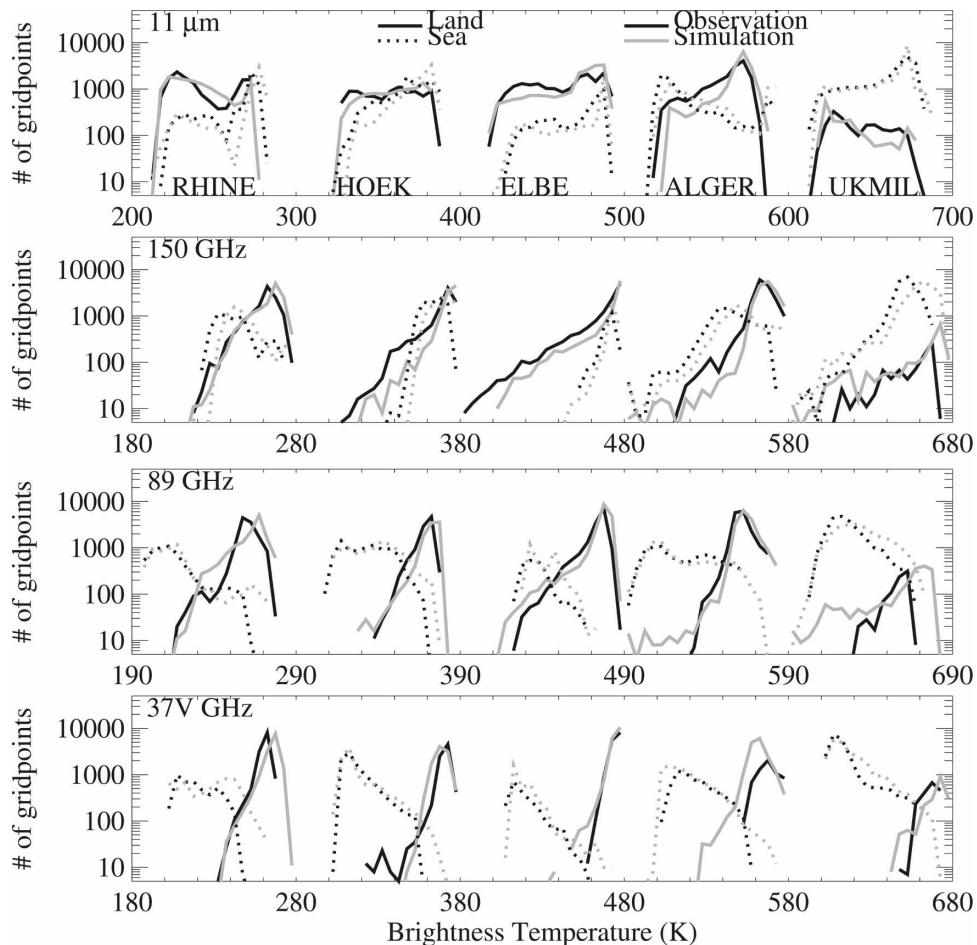 11 μm
Land
Observation
Sea
Simulation
# of gridpoints
10000
1000
100
10
RHINE
HOEK
ELBE
ALGER
UKMIL
200 300 400 500 600 700
150 GHz
# of gridpoints
10000
1000
100
10
180 280 380 480 580 680
89 GHz
# of gridpoints
10000
1000
100
10
190 290 390 490 590 690
37V GHz
# of gridpoints
10000
1000
100
10
180 280 380 480 580 680
Brightness Temperature (K)